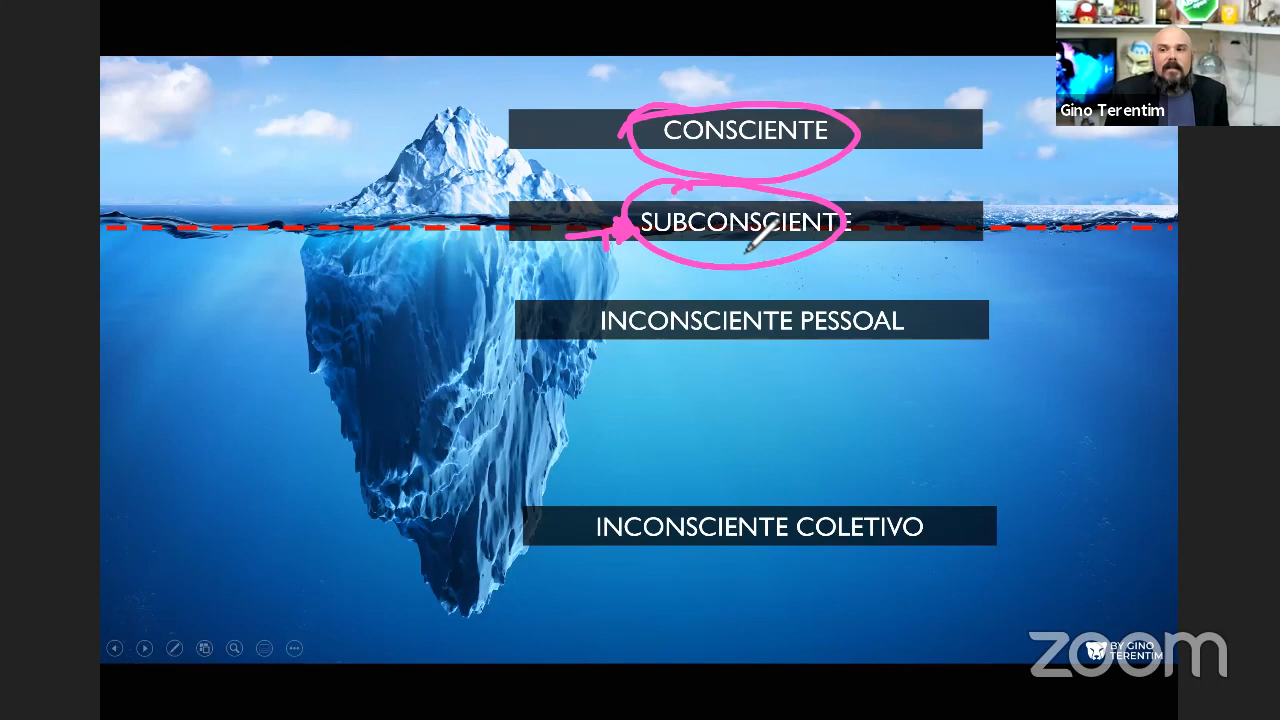 Gino Terentim
CONSCIENTE
SUBCONSCIENTE
INCONSCIENTE PESSOAL
INCONSCIENTE COLETIVO
BY GINO
TERENTIM
zoom